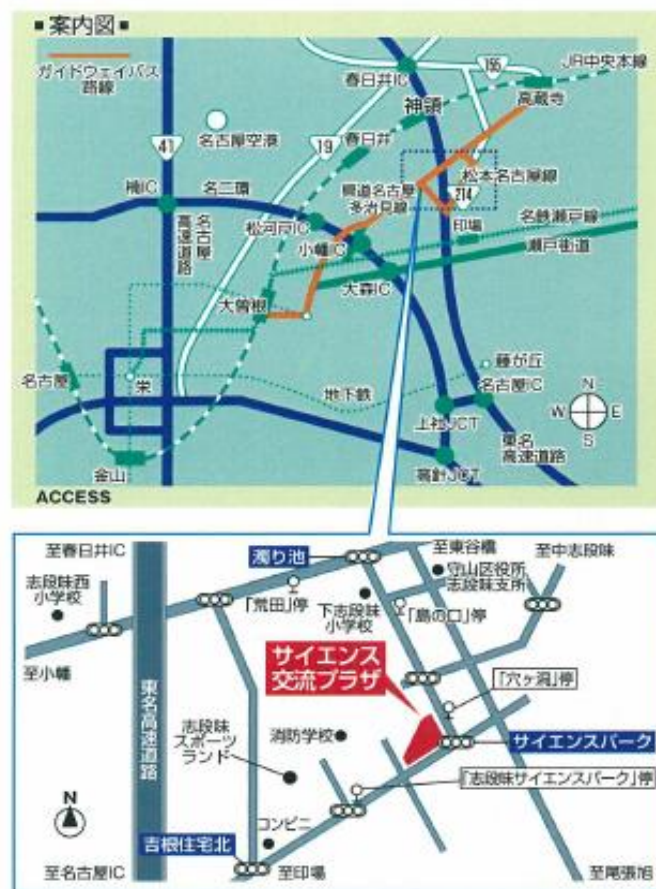 ■案内図■
ガイドウェイバス
路線
155
JR中央本線
春日井IC
神領
高蔵寺
名古屋空港
19
春日井
41
松本名古屋線
県道名古屋
多治見線
214
楠IC
名二環
名古屋
高速道路
松河戸IC
小幡IC
印場
名鉄瀬戸線
瀬戸街道
大森IC
大曽根
藤が丘
名古屋
栄
地下鉄
名古屋IC
N
W
E
S
上社JCT
東名
高速道路
金山
高針JCT
ACCESS
至春日井IC
濁り池
至東谷橋
至中志段味
守山区役所
志段味支所
志段味西
小学校
「荒田」停
下志段味
小学校
「島の口」停
至小幡
サイエンス
交流プラザ
「穴ヶ洞」停
東名高速道路
志段味
スポーツ
ランド
消防学校
サイエンスパーク
「志段味サイエンスパーク」停
N
コンビニ
吉根住宅北
至名古屋IC
至印場
至尾張旭